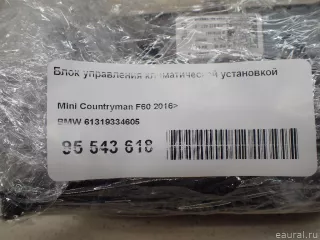 Блок управления климатической установкой
Mini Countryman F60 2016>
BMW 61319334605
95 543 618
eaural.ru